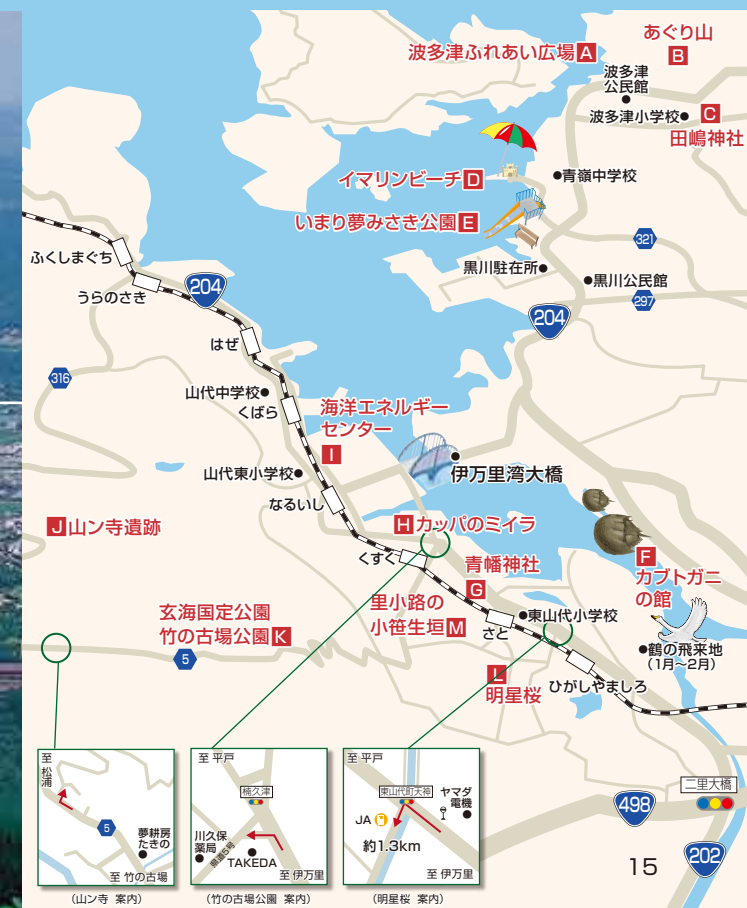 あぐり山
B
波多津ふれあい広場 A
波多津
公民館
波多津小学校
C
田嶋神社
イマリンビーチ D
青嶺中学校
いまり夢みさき公園 E
321
ふくしまぐち
黒川駐在所
黒川公民館
うらのさき
204
297
204
はぜ
316
山代中学校
くばら
海洋エネルギー
センター
I
山代東小学校
伊万里湾大橋
なるいし
J 山ン寺遺跡
H カッパのミイラ
くすく
青幡神社
G
F
カブトガニ
の館
玄海国定公園
竹の古場公園 K
里小路の
小笹生垣 M
東山代小学校
さと
5
鶴の飛来地
(1月〜2月)
L
明星桜
ひがしやましろ
至
松浦
5
夢耕房
たきの
至 竹の古場
(山ン寺 案内)
至 平戸
楠久津
川久保
薬局
県道5号
TAKEDA
至 伊万里
(竹の古場公園 案内)
至 平戸
東山代町大神
ヤマダ
電機
JA
約1.3km
至 伊万里
(明星桜 案内)
二里大橋
498
202
15